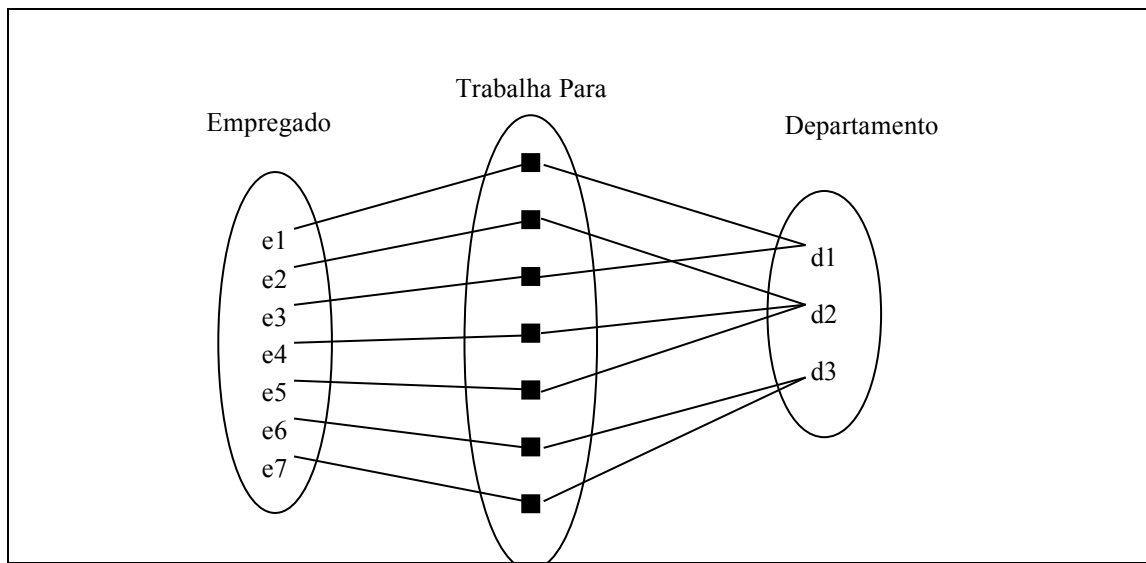 Trabalha Para
Empregado
Departamento
e1
e2
e3
e4
e5
e6
e7
d1
d2
d3